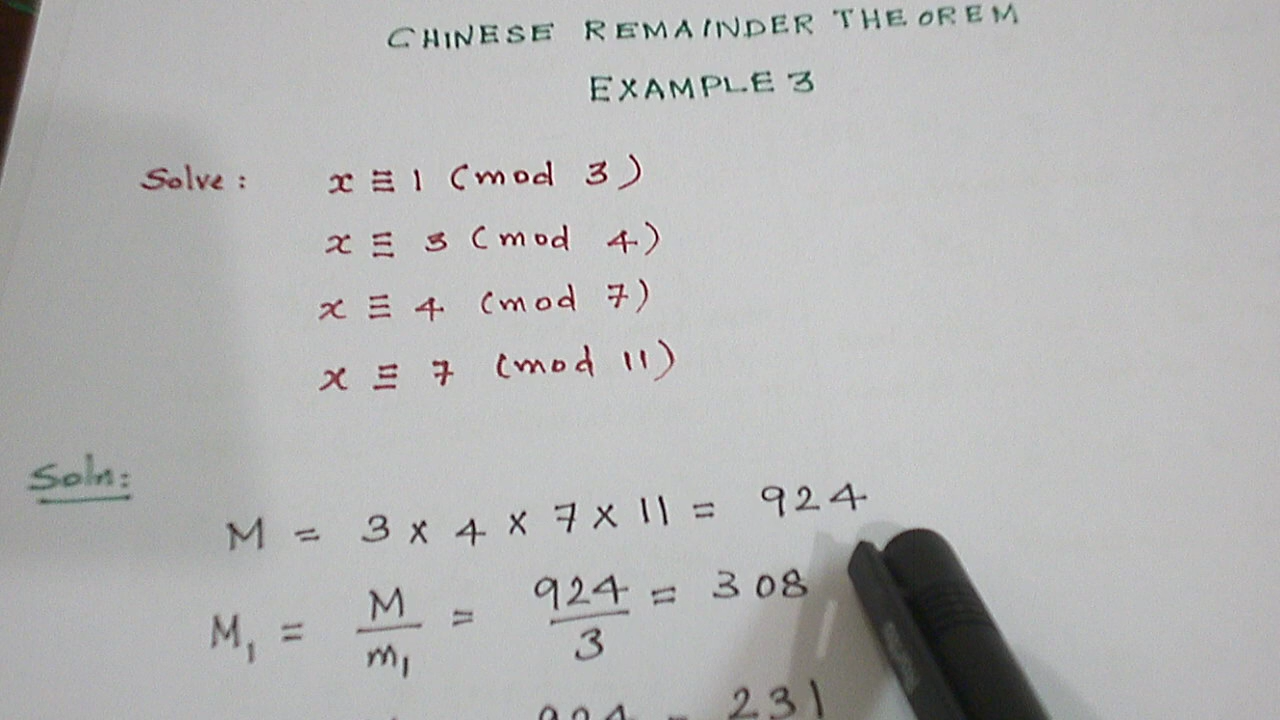 CHINESE REMAINDER THEOREM
EXAMPLE 3
Solve: x ≡ 1 (mod 3)
x ≡ 3 (mod 4)
x ≡ 4 (mod 7)
x ≡ 7 (mod 11)
Soln:
M = 3 × 4 × 7 × 11 = 924
M₁ = M/m₁ = 924/3 = 308
924 = 231